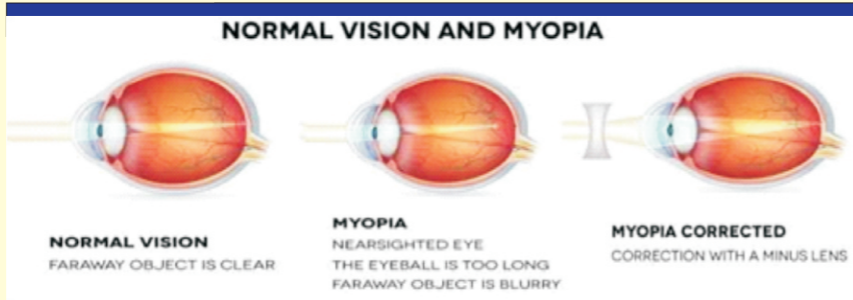 NORMAL VISION AND MYOPIA
NORMAL VISION
FARAWAY OBJECT IS CLEAR
MYOPIA
NEARSIGHTED EYE
THE EYEBALL IS TOO LONG
FARAWAY OBJECT IS BLURRY
MYOPIA CORRECTED
CORRECTION WITH A MINUS LENS